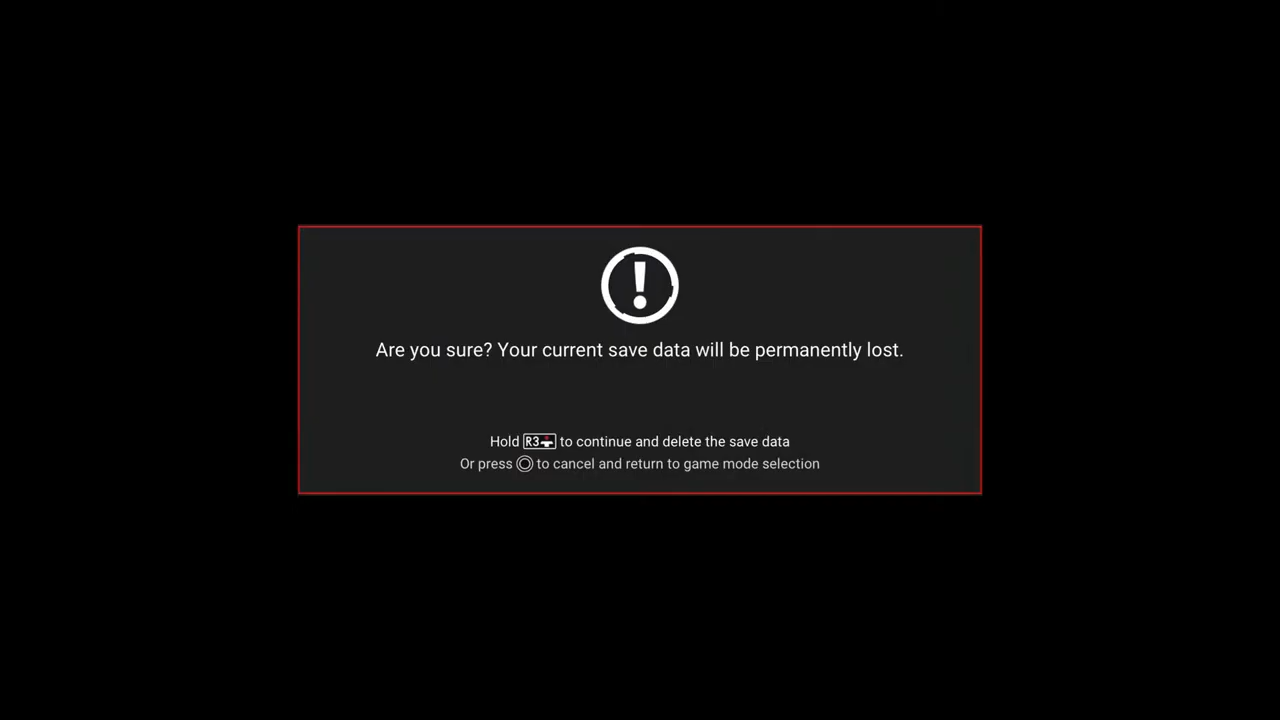 Are you sure? Your current save data will be permanently lost.
Hold R3 to continue and delete the save data
Or press to cancel and return to game mode selection